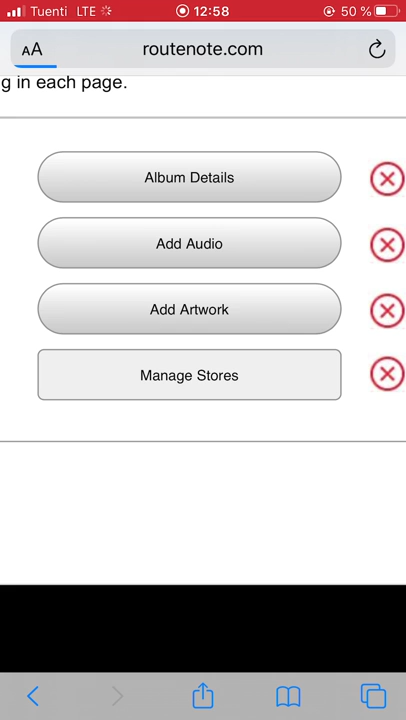 Tuenti LTE 12:58 50 %
AA routenote.com
g in each page.
Album Details
Add Audio
Add Artwork
Manage Stores